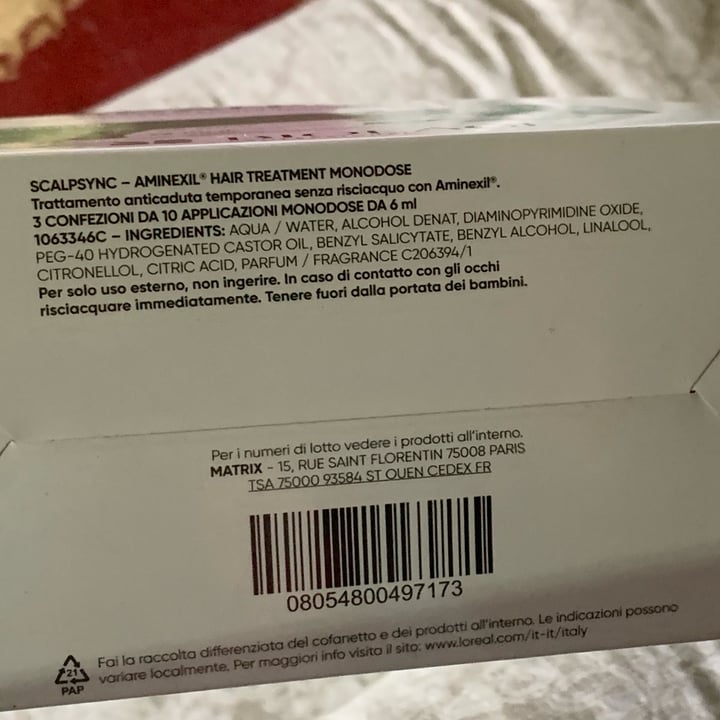 SCALPSYNC – AMINEXIL® HAIR TREATMENT MONODOSE
Trattamento anticaduta temporanea senza risciacquo con Aminexil®.
3 CONFEZIONI DA 10 APPLICAZIONI MONODOSE DA 6 ml
1063346C – INGREDIENTS: AQUA / WATER, ALCOHOL DENAT, DIAMINOPYRIMIDINE OXIDE,
PEG-40 HYDROGENATED CASTOR OIL, BENZYL SALICYLATE, BENZYL ALCOHOL, LINALOOL,
CITRONELLOL, CITRIC ACID, PARFUM / FRAGRANCE C206394/1
Per solo uso esterno, non ingerire. In caso di contatto con gli occhi
risciacquare immediatamente. Tenere fuori dalla portata dei bambini.
Per i numeri di lotto vedere i prodotti all'interno.
MATRIX - 15, RUE SAINT FLORENTIN 75008 PARIS
TSA 75000 93584 ST OUEN CEDEX FR
08054800497173
21
PAP
Fai la raccolta differenziata del cofanetto e dei prodotti all'interno. Le indicazioni possono
variare localmente. Per maggiori info visita il sito: www.loreal.com/it-it/italy